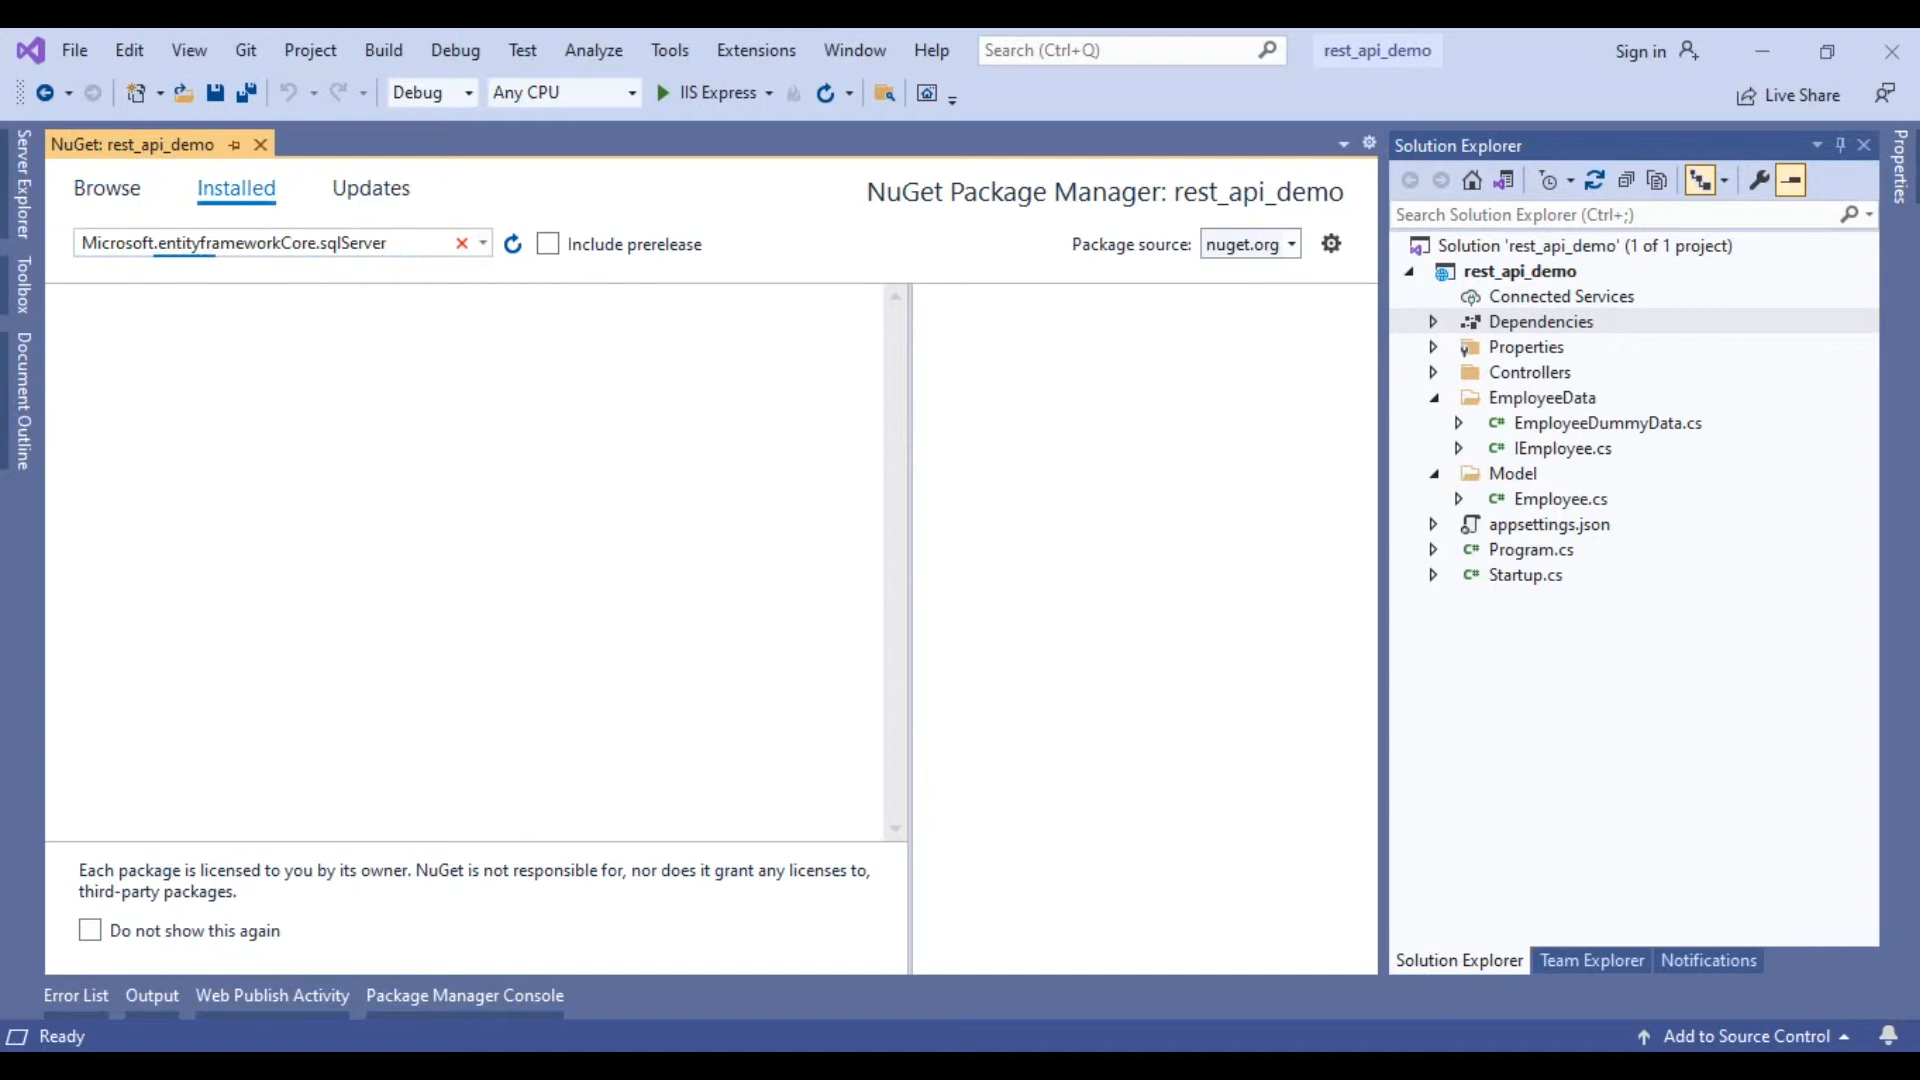 File Edit View Git Project Build Debug Test Analyze Tools Extensions Window Help Search (Ctrl+Q) rest_api_demo Sign in
Debug Any CPU IIS Express Live Share
Server Explorer
Toolbox
Document Outline
NuGet: rest_api_demo
Browse Installed Updates NuGet Package Manager: rest_api_demo
Microsoft.entityframeworkCore.sqlServer Include prerelease Package source: nuget.org
Each package is licensed to you by its owner. NuGet is not responsible for, nor does it grant any licenses to,
third-party packages.
Do not show this again
Solution Explorer
Search Solution Explorer (Ctrl+;)
Solution 'rest_api_demo' (1 of 1 project)
rest_api_demo
Connected Services
Dependencies
Properties
Controllers
EmployeeData
C# EmployeeDummyData.cs
C# IEmployee.cs
Model
C# Employee.cs
appsettings.json
C# Program.cs
C# Startup.cs
Solution Explorer Team Explorer Notifications
Properties
Error List Output Web Publish Activity Package Manager Console
Ready Add to Source Control